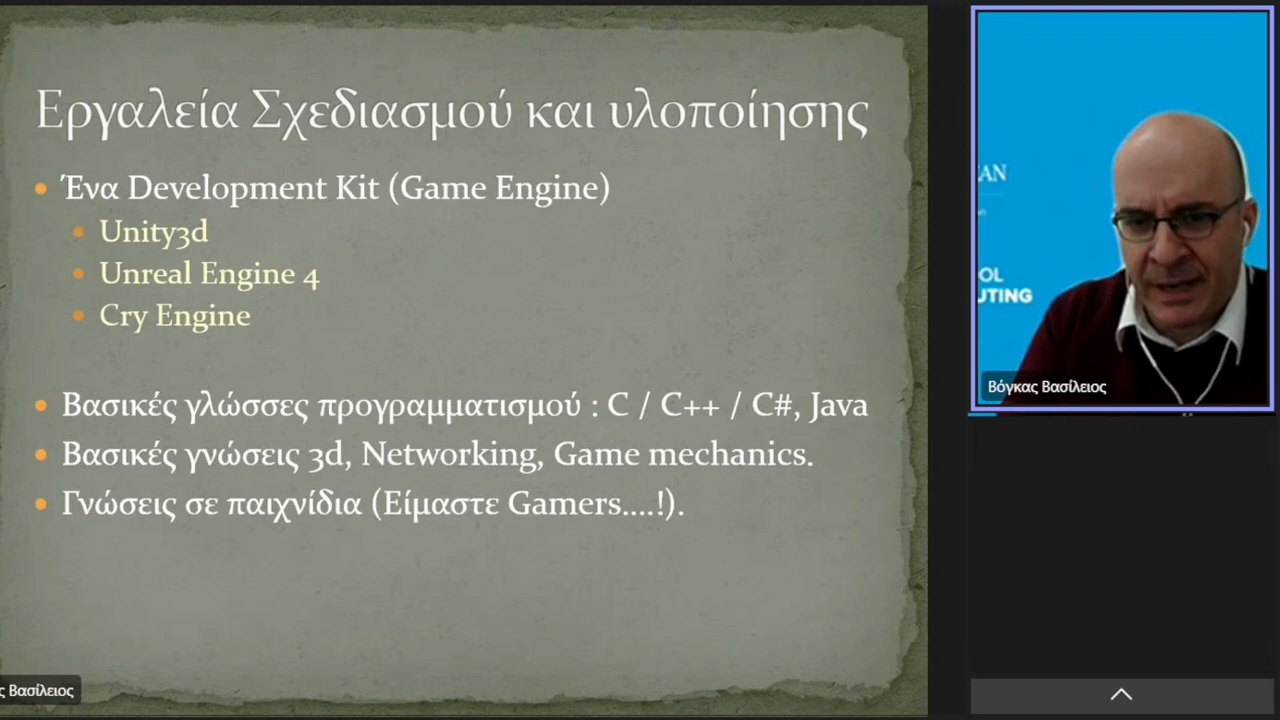 Εργαλεία Σχεδιασμού και υλοποίησης
Ένα Development Kit (Game Engine)
Unity3d
Unreal Engine 4
Cry Engine
Βασικές γλώσσες προγραμματισμού : C / C++ / C#, Java
Βασικές γνώσεις 3d, Networking, Game mechanics.
Γνώσεις σε παιχνίδια (Είμαστε Gamers....!).
ς Βασίλειος
AN
OL
UTING
Βόγκας Βασίλειος